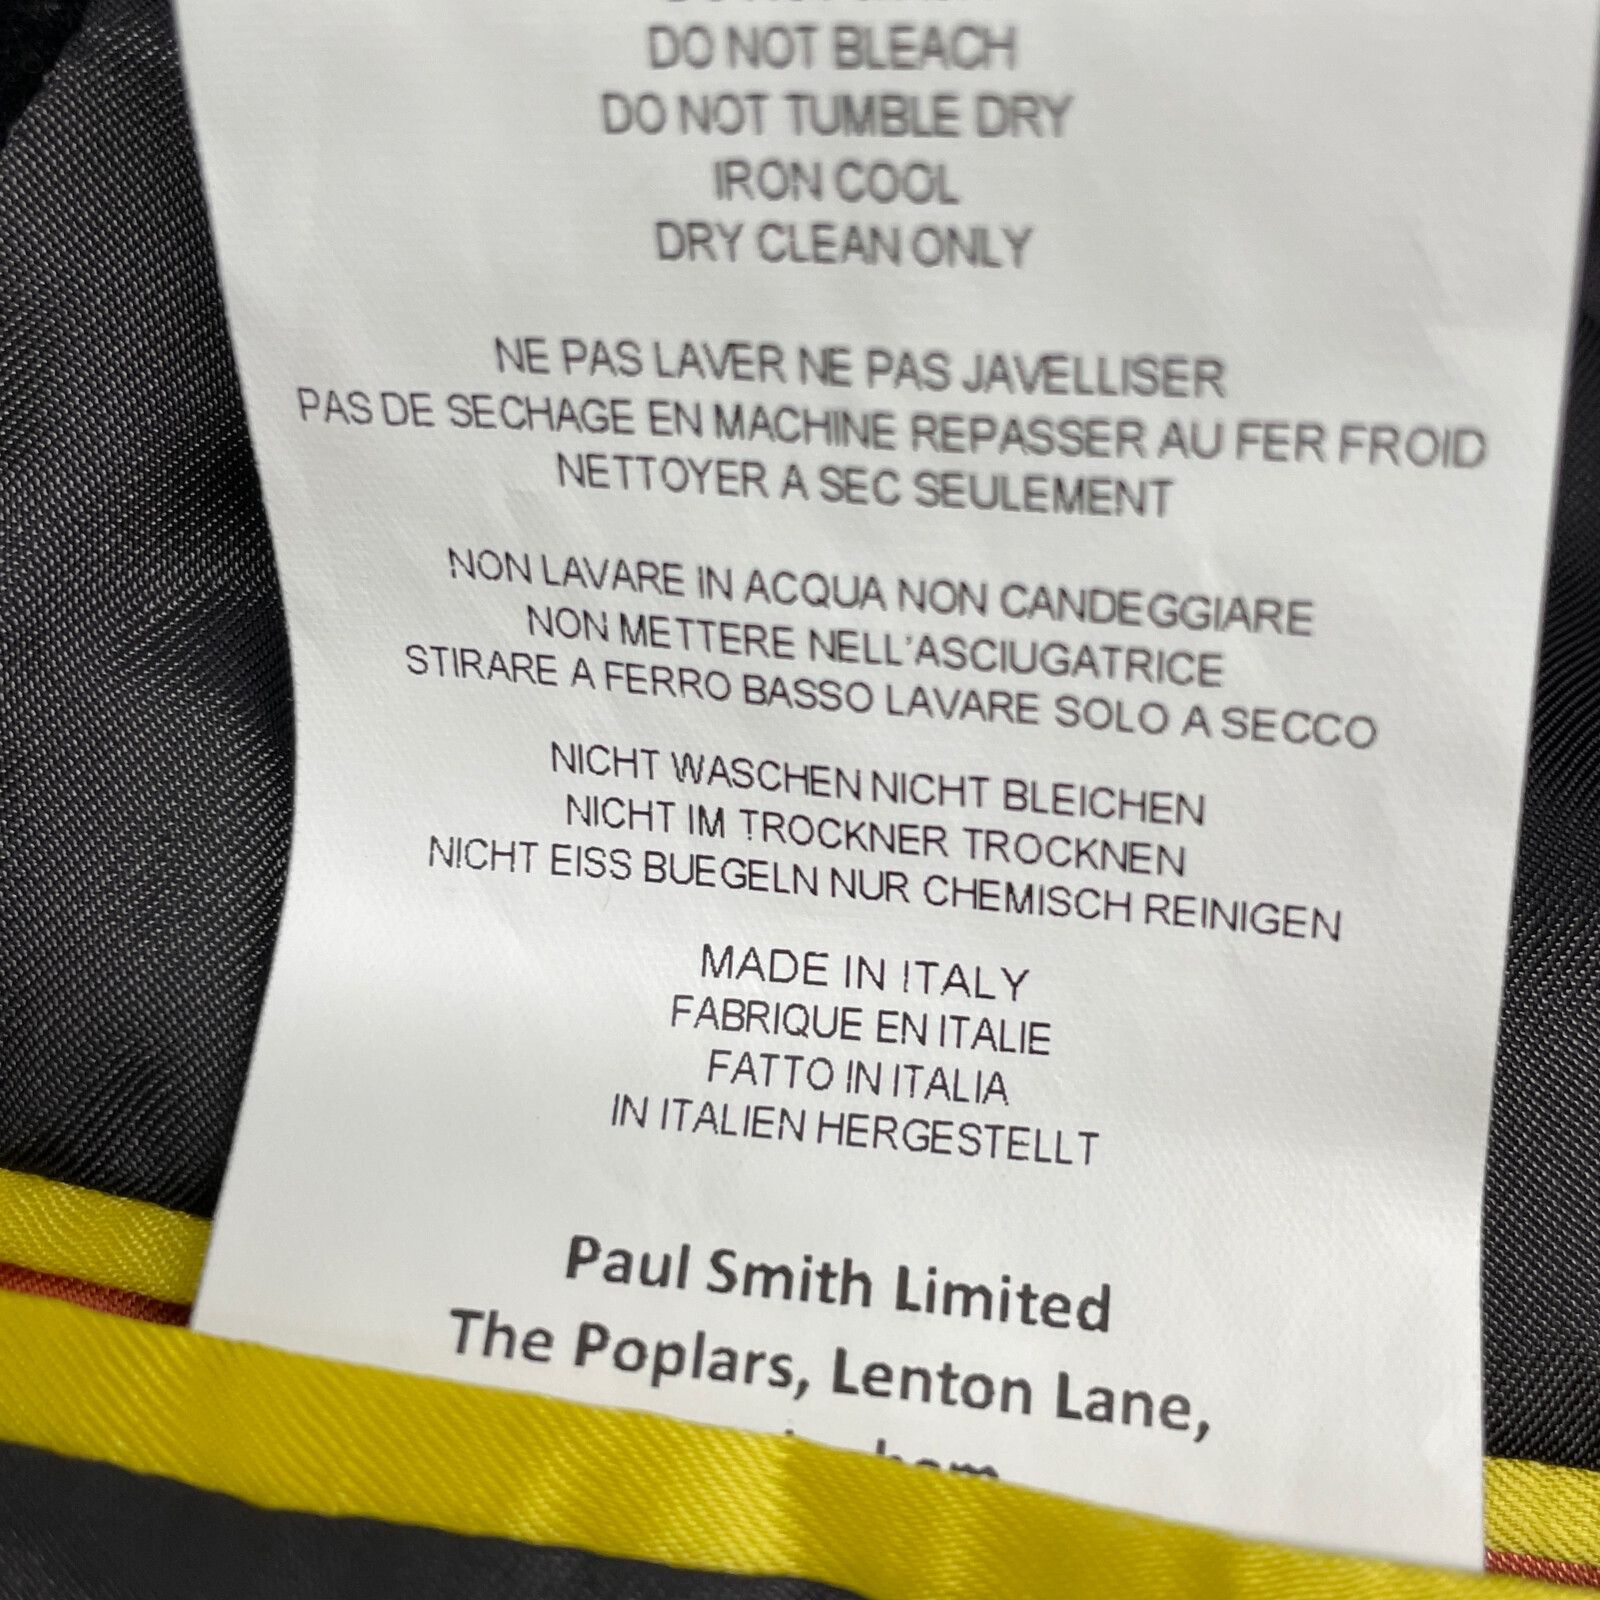 DO NOT BLEACH
DO NOT TUMBLE DRY
IRON COOL
DRY CLEAN ONLY
NE PAS LAVER NE PAS JAVELLISER
PAS DE SECHAGE EN MACHINE REPASSER AU FER FROID
NETTOYER A SEC SEULEMENT
NON LAVARE IN ACQUA NON CANDEGGIARE
NON METTERE NELL'ASCIUGATRICE
STIRARE A FERRO BASSO LAVARE SOLO A SECCO
NICHT WASCHEN NICHT BLEICHEN
NICHT IM TROCKNER TROCKNEN
NICHT EISS BUEGELN NUR CHEMISCH REINIGEN
MADE IN ITALY
FABRIQUE EN ITALIE
FATTO IN ITALIA
IN ITALIEN HERGESTELLT
Paul Smith Limited
The Poplars, Lenton Lane,